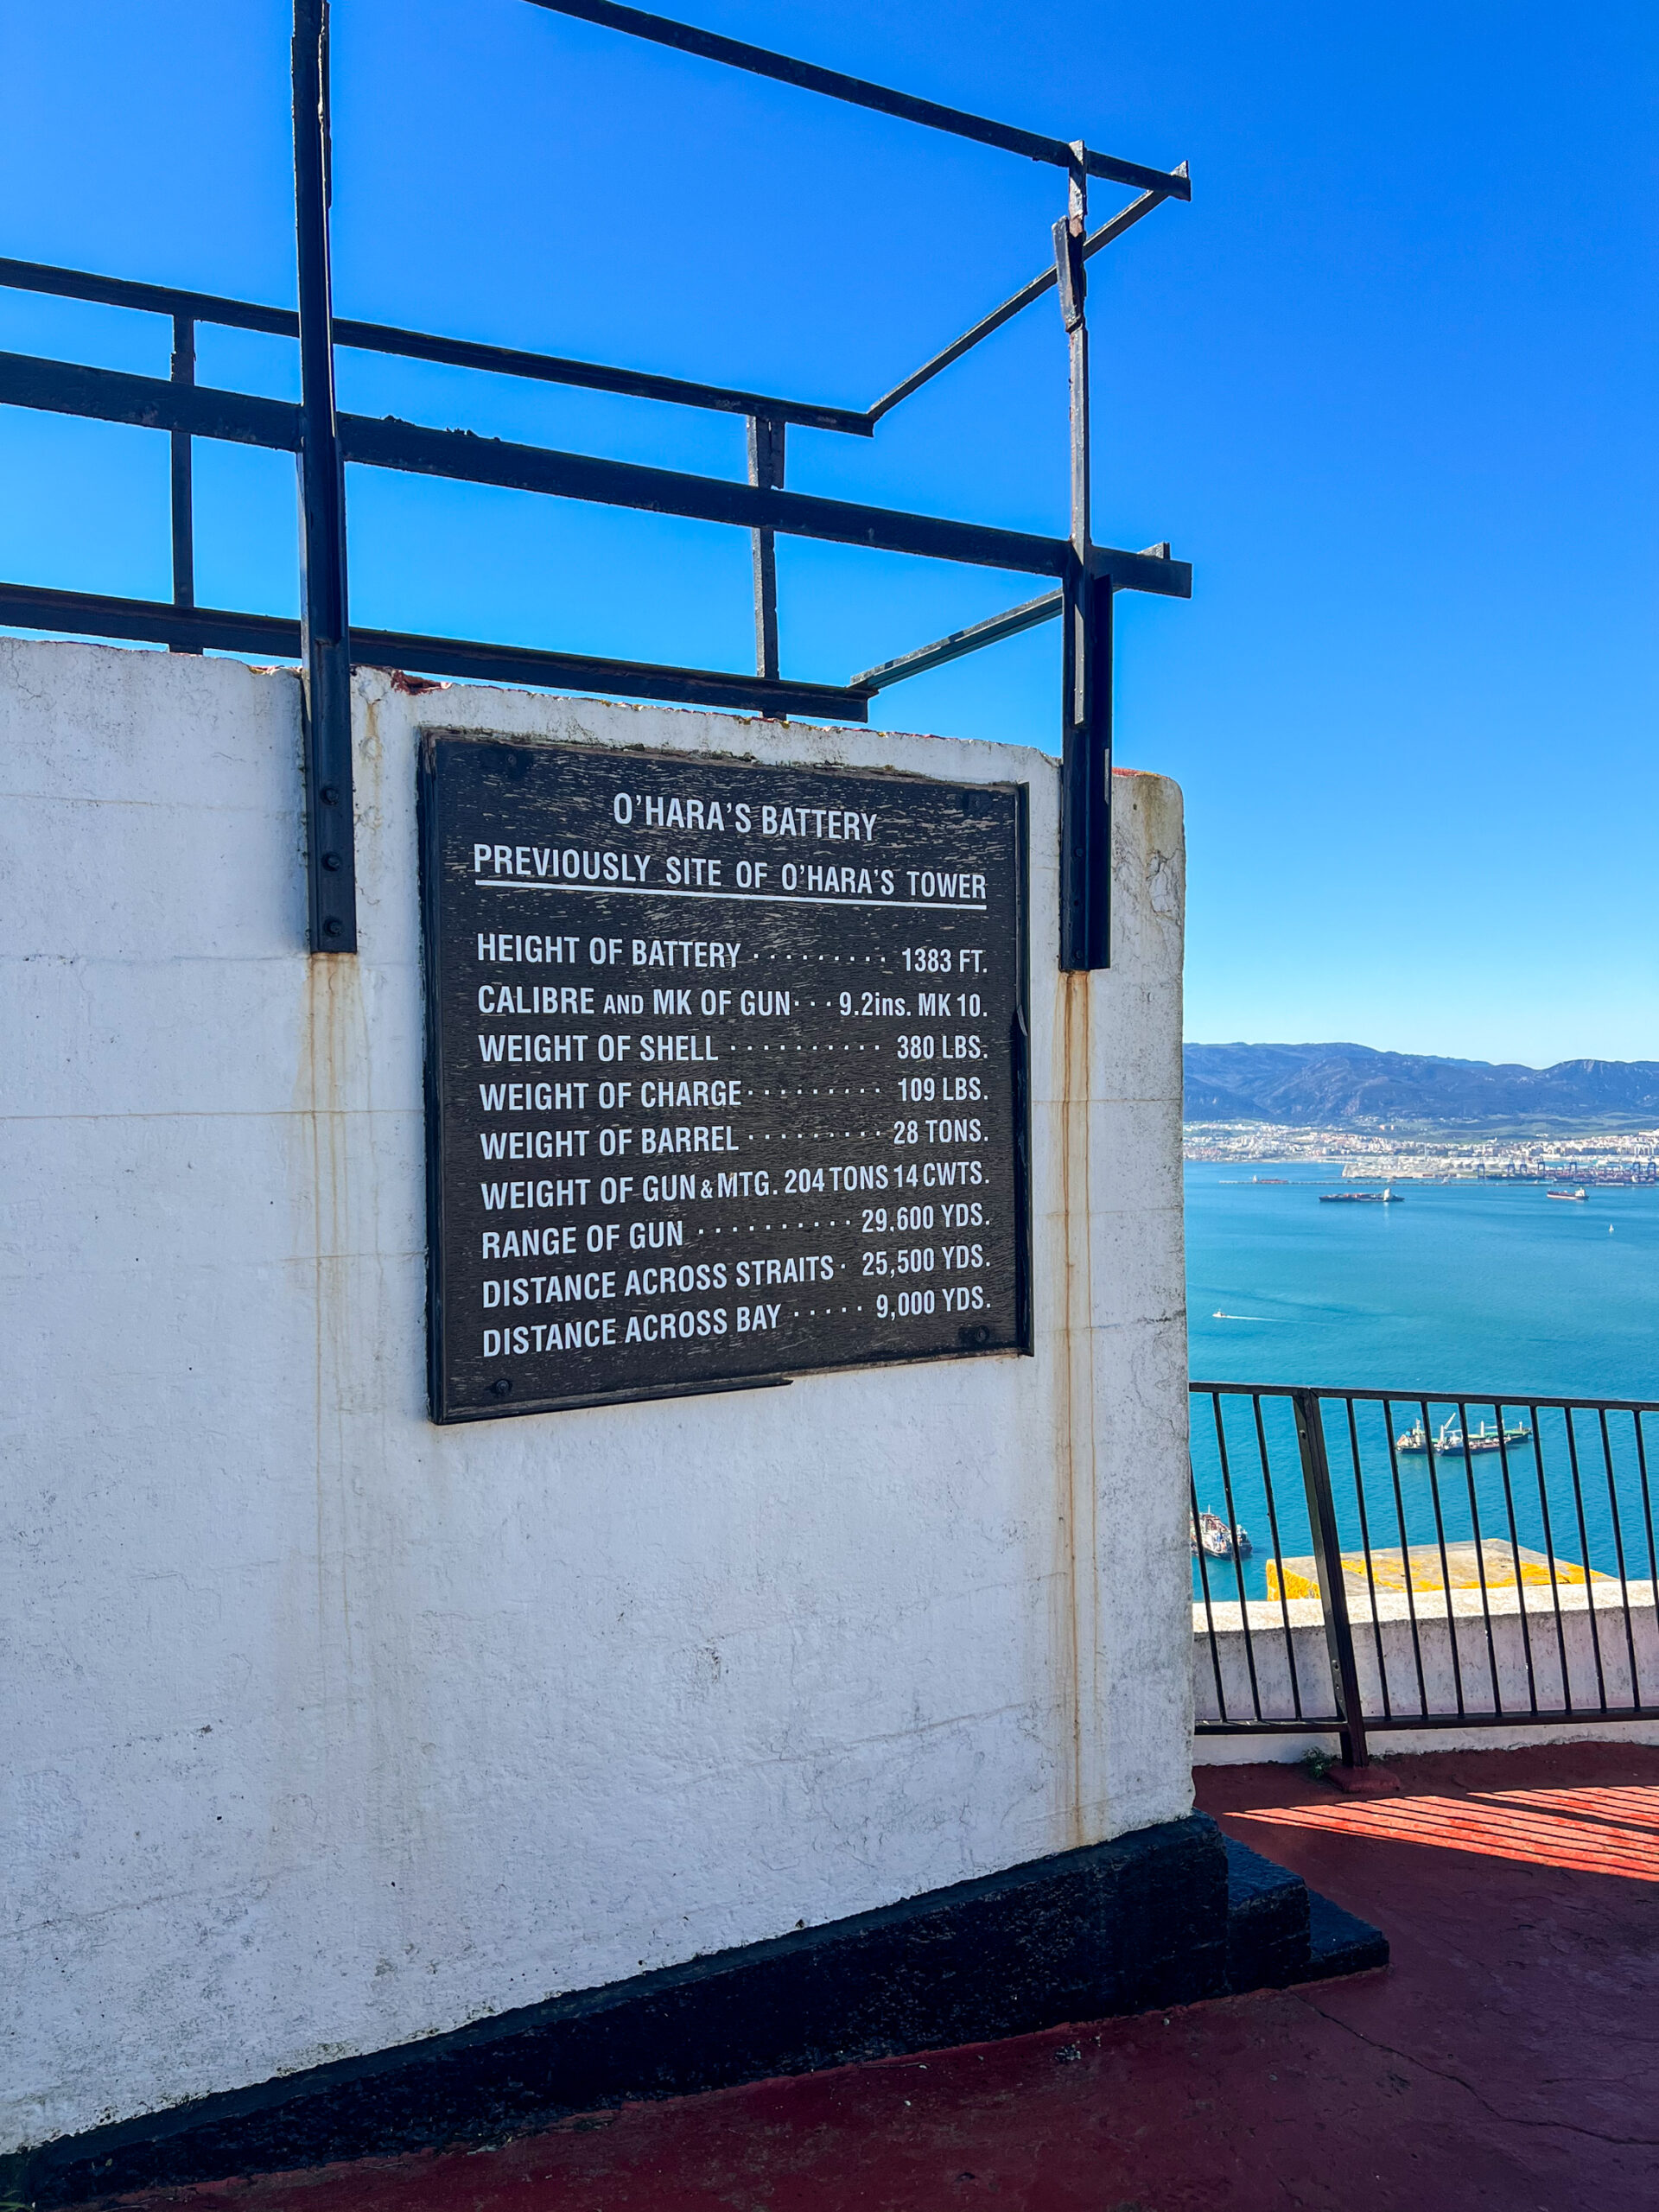 O'HARA'S BATTERY
PREVIOUSLY SITE OF O'HARA'S TOWER
HEIGHT OF BATTERY ········· 1383 FT.
CALIBRE AND MK OF GUN··· 9.2ins. MK 10.
WEIGHT OF SHELL ·········· 380 LBS.
WEIGHT OF CHARGE········· 109 LBS.
WEIGHT OF BARREL ········· 28 TONS.
WEIGHT OF GUN & MTG. 204 TONS 14 CWTS.
RANGE OF GUN ·········· 29,600 YDS.
DISTANCE ACROSS STRAITS · 25,500 YDS.
DISTANCE ACROSS BAY ····· 9,000 YDS.